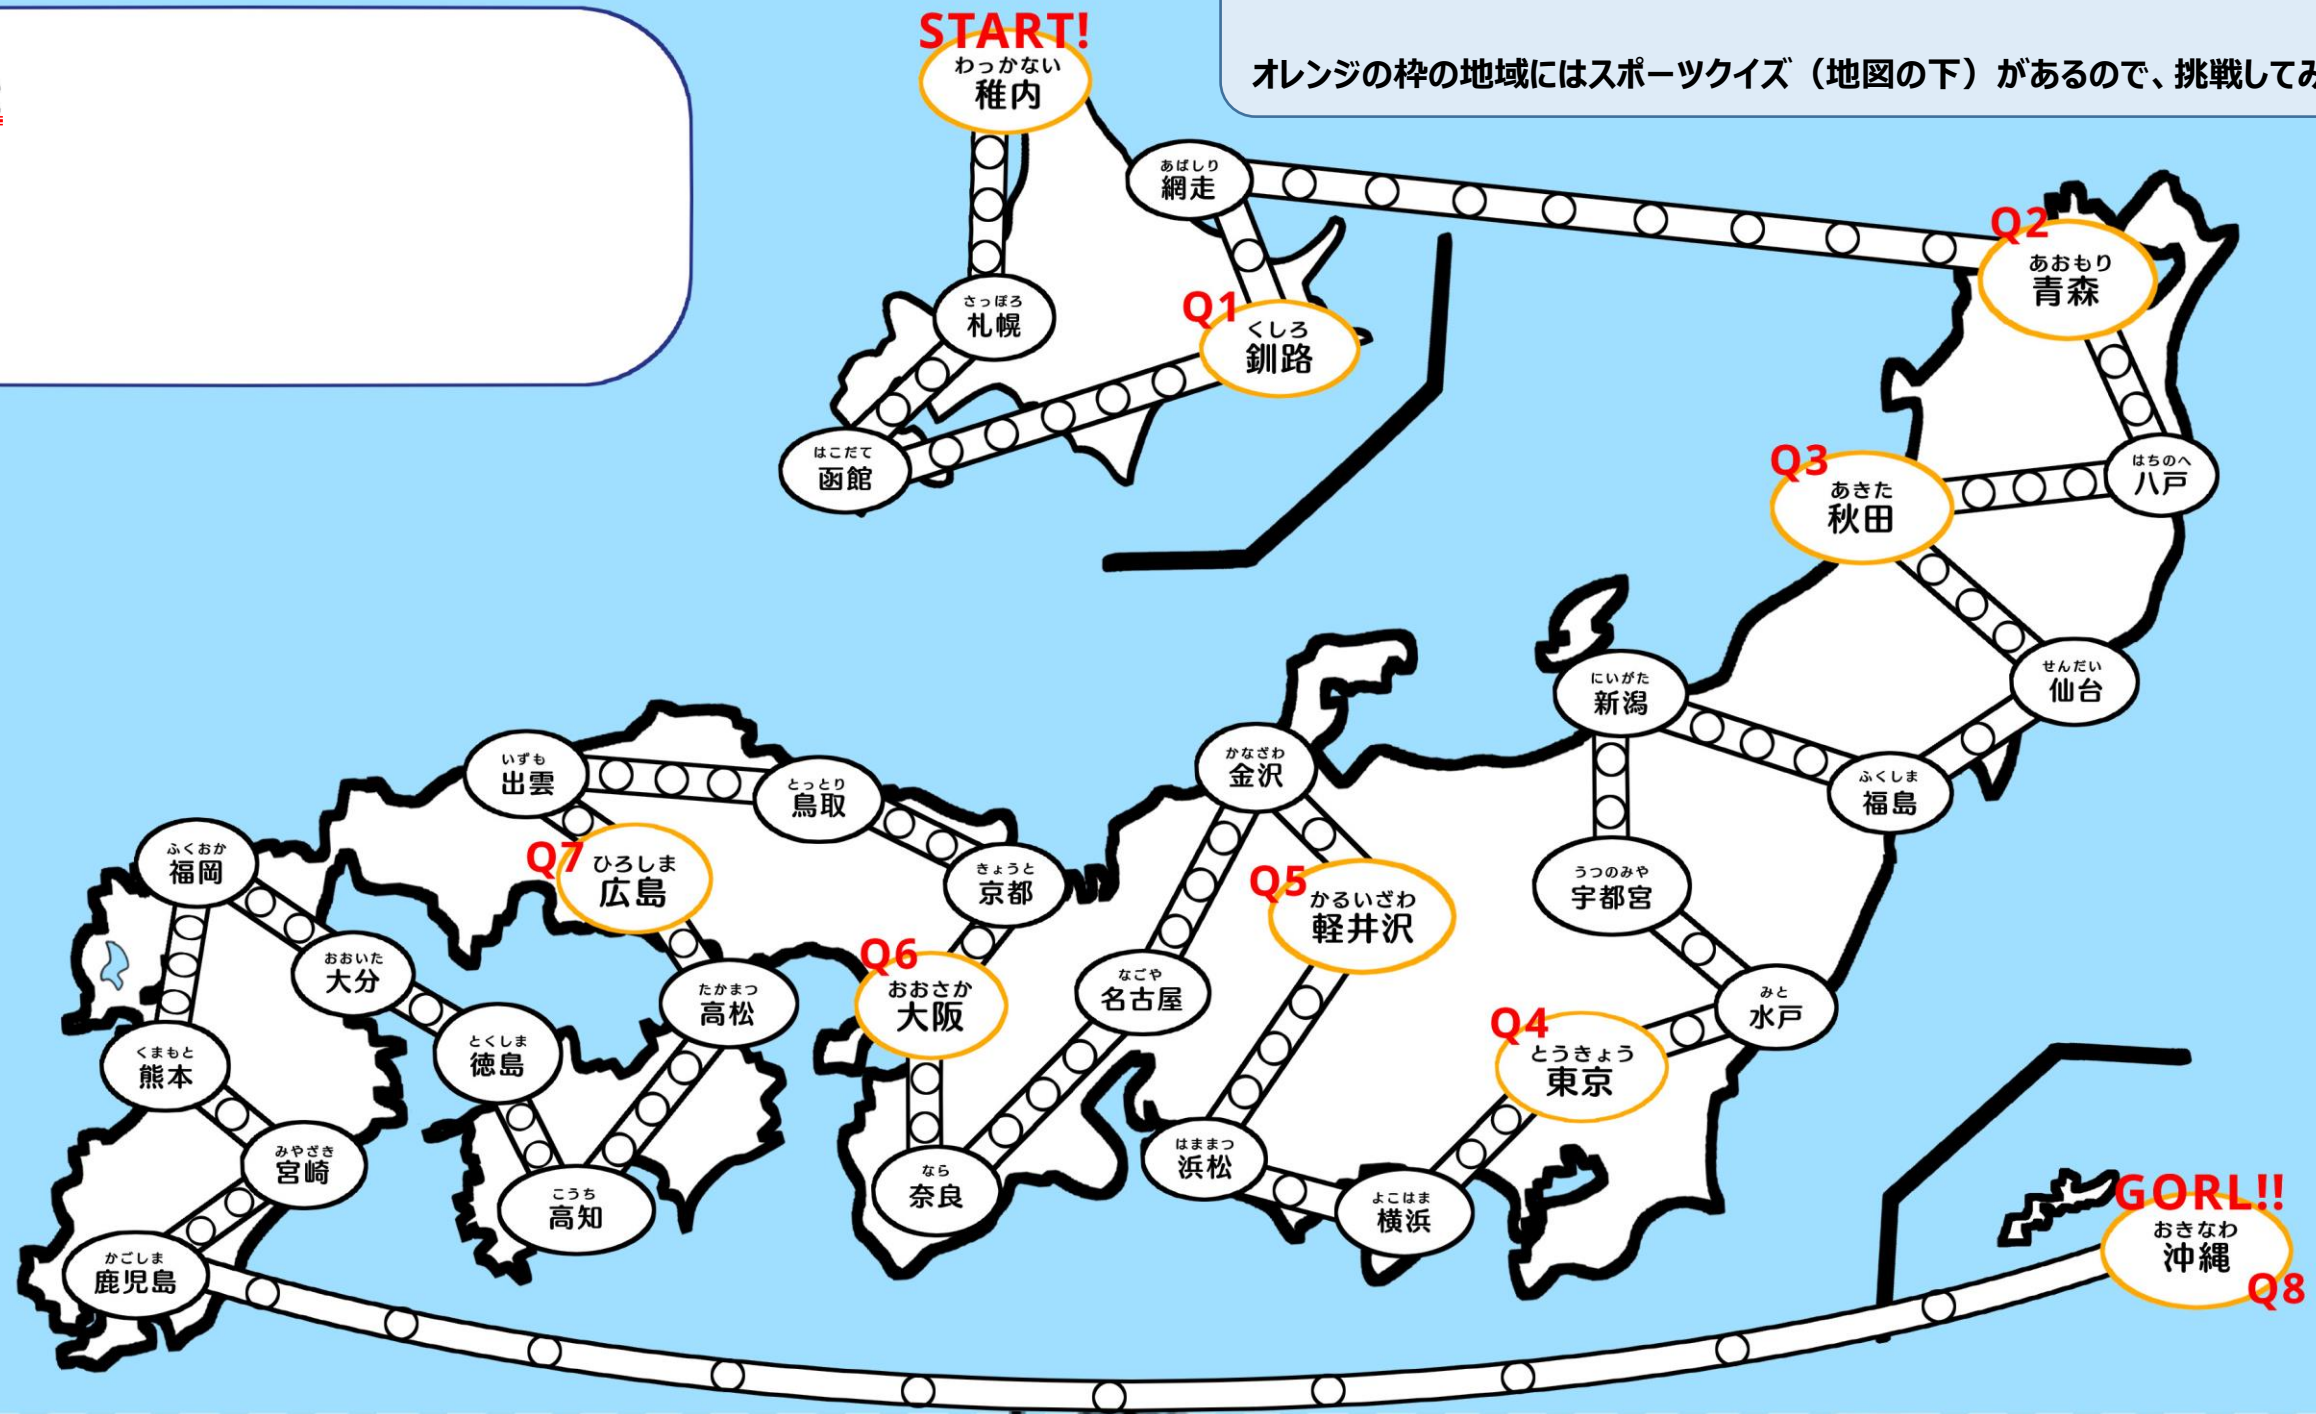 START!
わっかない
稚内
オレンジの枠の地域にはスポーツクイズ（地図の下）があるので、挑戦してみ
あばしり
網走
Q2
あおもり
青森
さっぽろ
札幌
Q1
くしろ
釧路
はこだて
函館
Q3
あきた
秋田
はちのへ
八戸
にいがた
新潟
せんだい
仙台
かなざわ
金沢
ふくしま
福島
いずも
出雲
とっとり
鳥取
ふくおか
福岡
Q7
ひろしま
広島
きょうと
京都
Q5
かるいざわ
軽井沢
うつのみや
宇都宮
おおいた
大分
たかまつ
高松
Q6
おおさか
大阪
なごや
名古屋
みと
水戸
Q4
とうきょう
東京
くまもと
熊本
とくしま
徳島
みやざき
宮崎
こうち
高知
なら
奈良
はままつ
浜松
よこはま
横浜
かごしま
鹿児島
GORL!!
おきなわ
沖縄
Q8